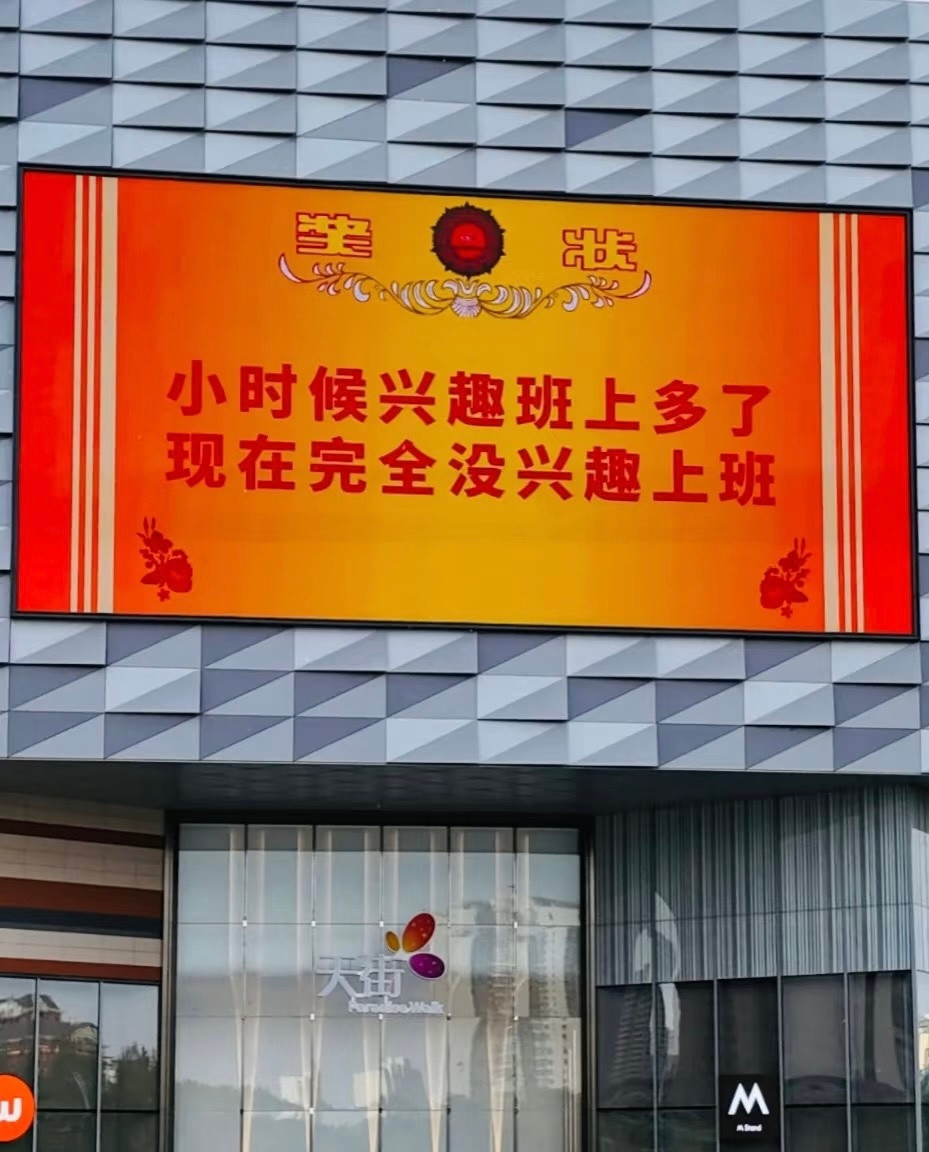 奖 状
小时候兴趣班上多了
现在完全没兴趣上班
天街
Paradise Walk
M
M Stand